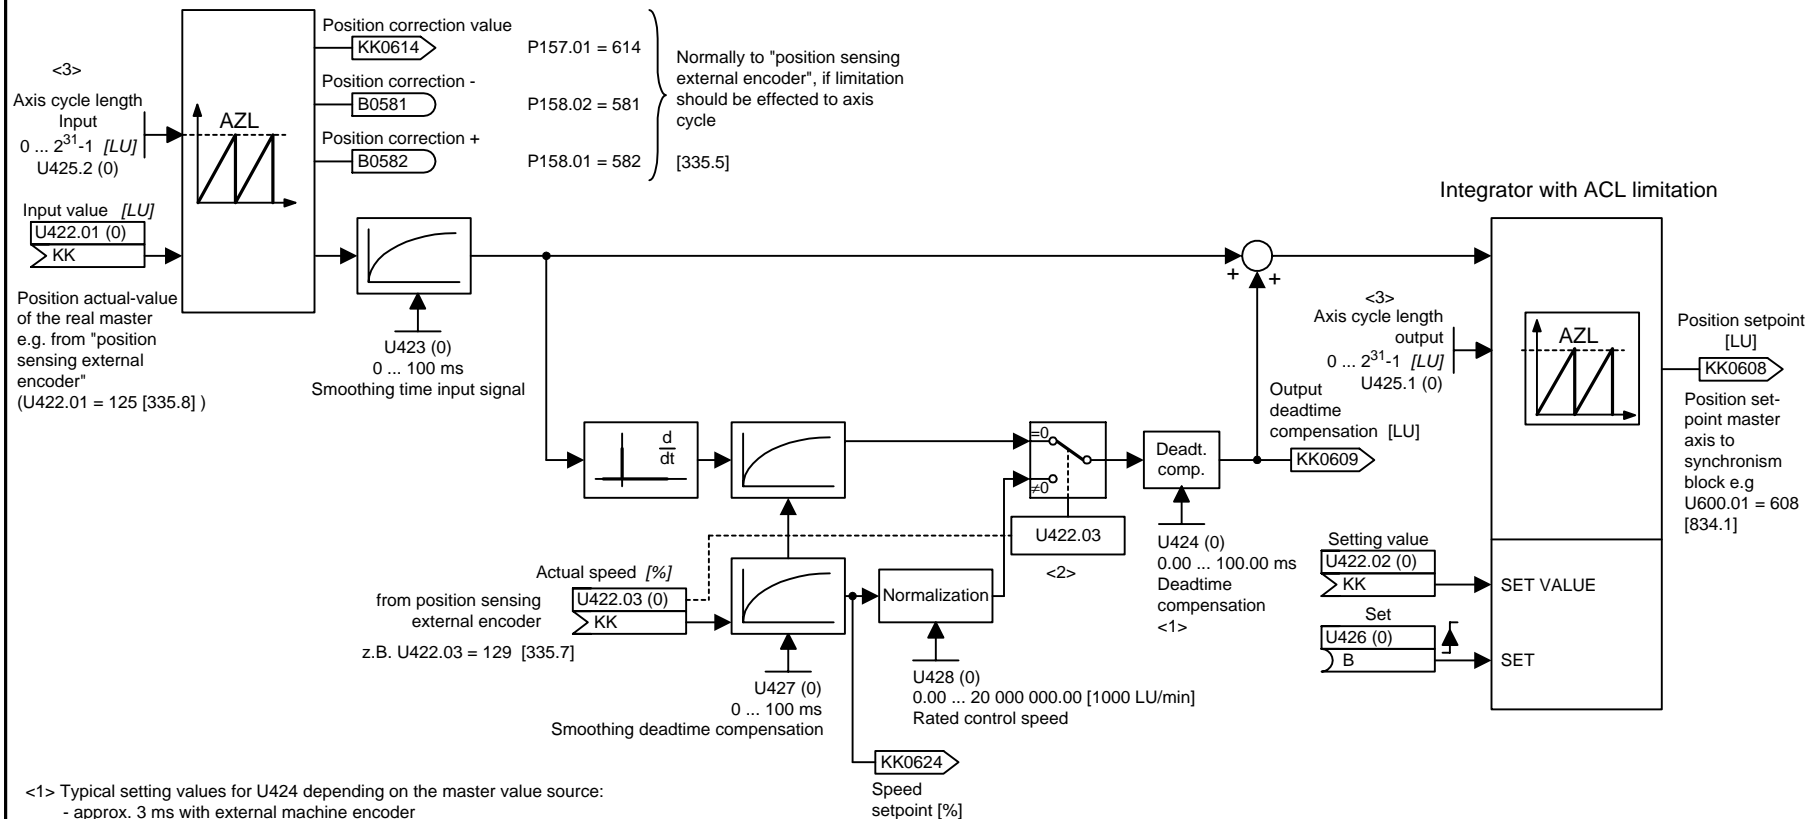 Position correction value
KK0614
P157.01 = 614
Position correction -
B0581
P158.02 = 581
Position correction +
B0582
P158.01 = 582
Normally to "position sensing
external encoder", if limitation
should be effected to axis
cycle
[335.5]
<3>
Axis cycle length
Input
0 ... 2^31-1 [LU]
U425.2 (0)
AZL
Input value [LU]
U422.01 (0)
KK
Position actual-value
of the real master
e.g. from "position
sensing external
encoder"
(U422.01 = 125 [335.8] )
U423 (0)
0 ... 100 ms
Smoothing time input signal
+
+
Integrator with ACL limitation
<3>
Axis cycle length
output
0 ... 2^31-1 [LU]
U425.1 (0)
AZL
Position setpoint
[LU]
KK0608
Position set-
point master
axis to
synchronism
block e.g
U600.01 = 608
[834.1]
Output
deadtime
compensation [LU]
KK0609
d
dt
=0
≠0
Deadt.
comp.
U422.03
<2>
U424 (0)
0.00 ... 100.00 ms
Deadtime
compensation
<1>
Actual speed [%]
U422.03 (0)
KK
from position sensing
external encoder
z.B. U422.03 = 129 [335.7]
Normalization
U427 (0)
0 ... 100 ms
Smoothing deadtime compensation
U428 (0)
0.00 ... 20 000 000.00 [1000 LU/min]
Rated control speed
KK0624
Speed
setpoint [%]
Setting value
U422.02 (0)
KK
SET VALUE
Set
U426 (0)
B
SET
<1> Typical setting values for U424 depending on the master value source:
- approx. 3 ms with external machine encoder